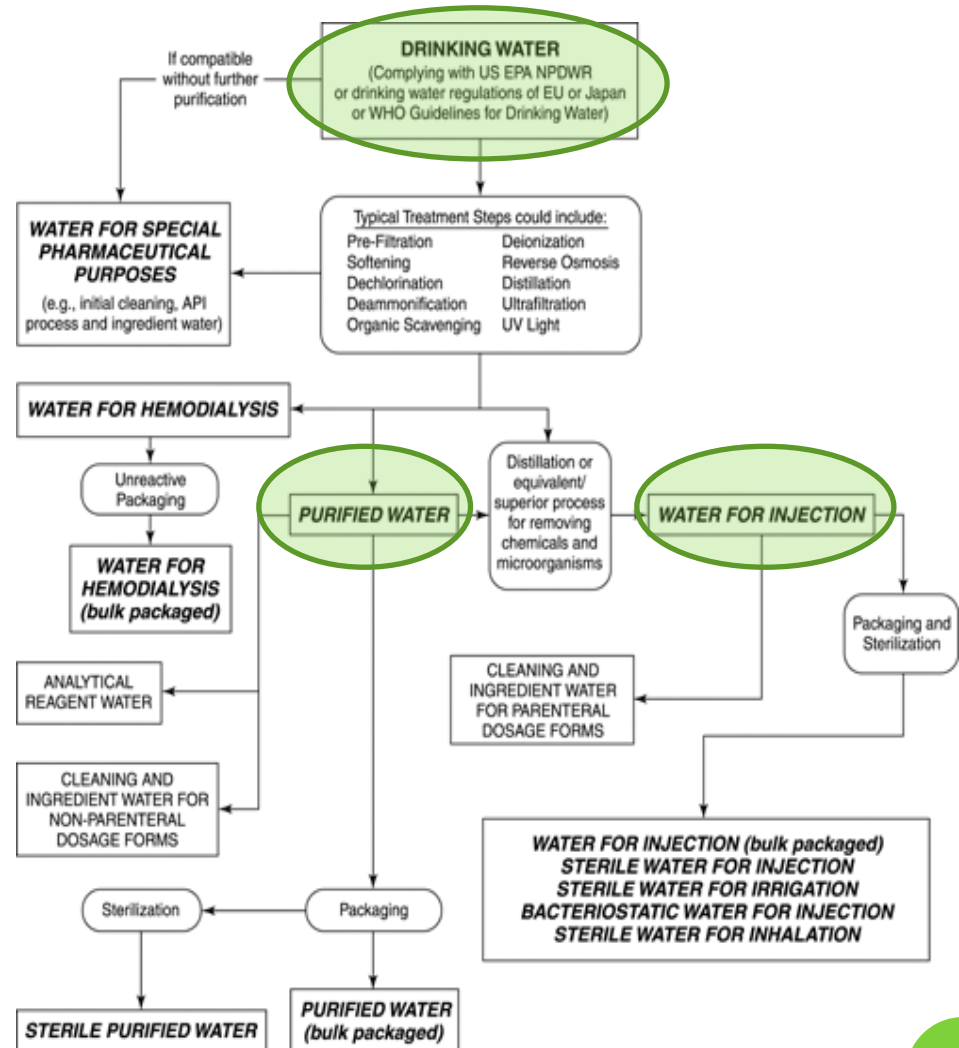 If compatible
without further
purification
DRINKING WATER
(Complying with US EPA NPDWR
or drinking water regulations of EU or Japan
or WHO Guidelines for Drinking Water)
Typical Treatment Steps could include:
Pre-Filtration Deionization
Softening Reverse Osmosis
Dechlorination Distillation
Deammonification Ultrafiltration
Organic Scavenging UV Light
WATER FOR SPECIAL
PHARMACEUTICAL
PURPOSES
(e.g., initial cleaning, API
process and ingredient water)
WATER FOR HEMODIALYSIS
Unreactive
Packaging
WATER FOR
HEMODIALYSIS
(bulk packaged)
PURIFIED WATER
Distillation or
equivalent/
superior process
for removing
chemicals and
microorganisms
WATER FOR INJECTION
Packaging and
Sterilization
ANALYTICAL
REAGENT WATER
CLEANING AND
INGREDIENT WATER
FOR PARENTERAL
DOSAGE FORMS
CLEANING AND
INGREDIENT WATER FOR
NON-PARENTERAL
DOSAGE FORMS
WATER FOR INJECTION (bulk packaged)
STERILE WATER FOR INJECTION
STERILE WATER FOR IRRIGATION
BACTERIOSTATIC WATER FOR INJECTION
STERILE WATER FOR INHALATION
Sterilization
Packaging
STERILE PURIFIED WATER
PURIFIED WATER
(bulk packaged)